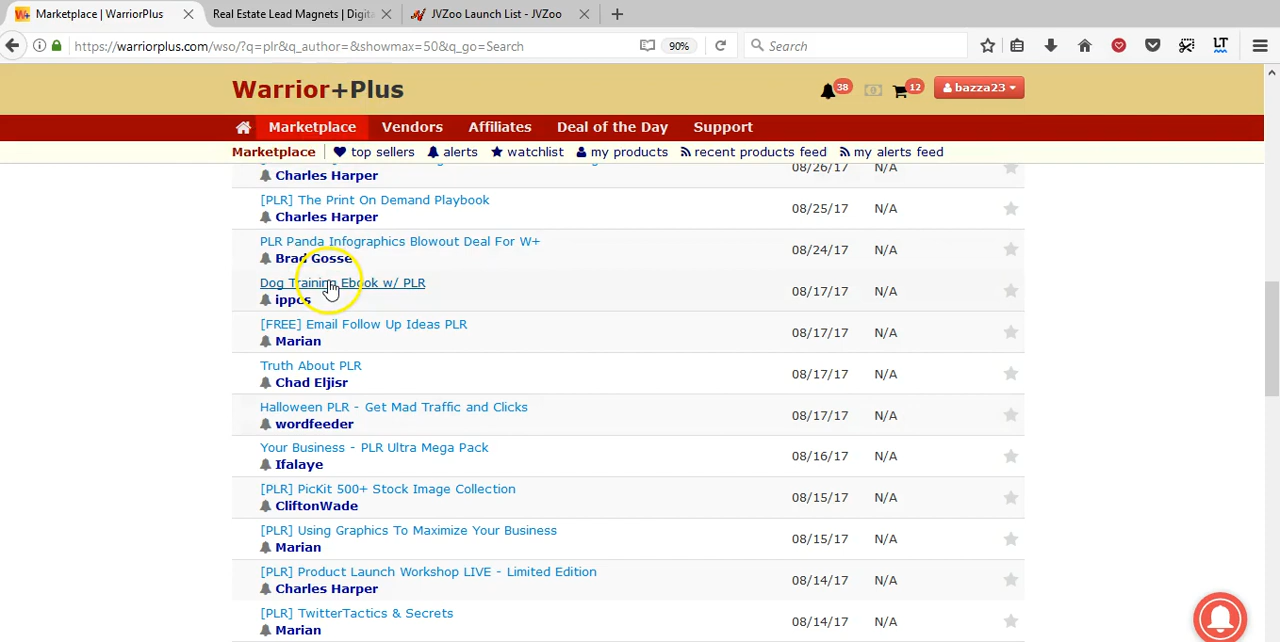 Marketplace | WarriorPlus
Real Estate Lead Magnets | Digita
JVZoo Launch List - JVZoo
https://warriorplus.com/wso/?q=plr&q_author=&showmax=50&q_go=Search
90%
Search
LT
Warrior+Plus
38
12
bazza23
Marketplace Vendors Affiliates Deal of the Day Support
Marketplace top sellers alerts watchlist my products recent products feed my alerts feed
Charles Harper 08/26/17 N/A
[PLR] The Print On Demand Playbook
Charles Harper 08/25/17 N/A
PLR Panda Infographics Blowout Deal For W+
Brad Gosse 08/24/17 N/A
Dog Training Ebook w/ PLR
ippcs 08/17/17 N/A
[FREE] Email Follow Up Ideas PLR
Marian 08/17/17 N/A
Truth About PLR
Chad Eljisr 08/17/17 N/A
Halloween PLR - Get Mad Traffic and Clicks
wordfeeder 08/17/17 N/A
Your Business - PLR Ultra Mega Pack
Ifalaye 08/16/17 N/A
[PLR] PicKit 500+ Stock Image Collection
CliftonWade 08/15/17 N/A
[PLR] Using Graphics To Maximize Your Business
Marian 08/15/17 N/A
[PLR] Product Launch Workshop LIVE - Limited Edition
Charles Harper 08/14/17 N/A
[PLR] TwitterTactics & Secrets
Marian 08/14/17 N/A